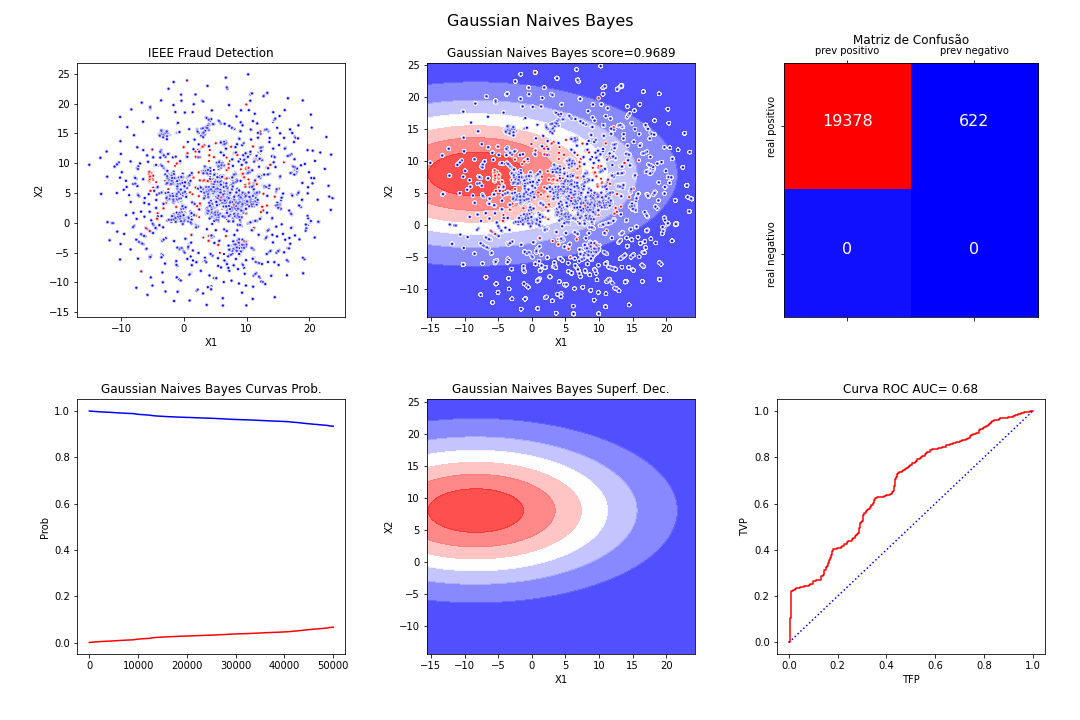 Gaussian Naives Bayes
IEEE Fraud Detection
25
20
15
10
5
0
−5
−10
−15
X2
−10 0 10 20
X1
Gaussian Naives Bayes score=0.9689
25
20
15
10
5
0
−5
−10
X2
−15 −10 −5 0 5 10 15 20
X1
Matriz de Confusão
prev positivo prev negativo
real positivo
real negativo
19378 622
0 0
Gaussian Naives Bayes Curvas Prob.
1.0
0.8
0.6
0.4
0.2
0.0
Prob
0 10000 20000 30000 40000 50000
Gaussian Naives Bayes Superf. Dec.
25
20
15
10
5
0
−5
−10
X2
−15 −10 −5 0 5 10 15 20
X1
Curva ROC AUC= 0.68
1.0
0.8
0.6
0.4
0.2
0.0
TVP
0.0 0.2 0.4 0.6 0.8 1.0
TFP